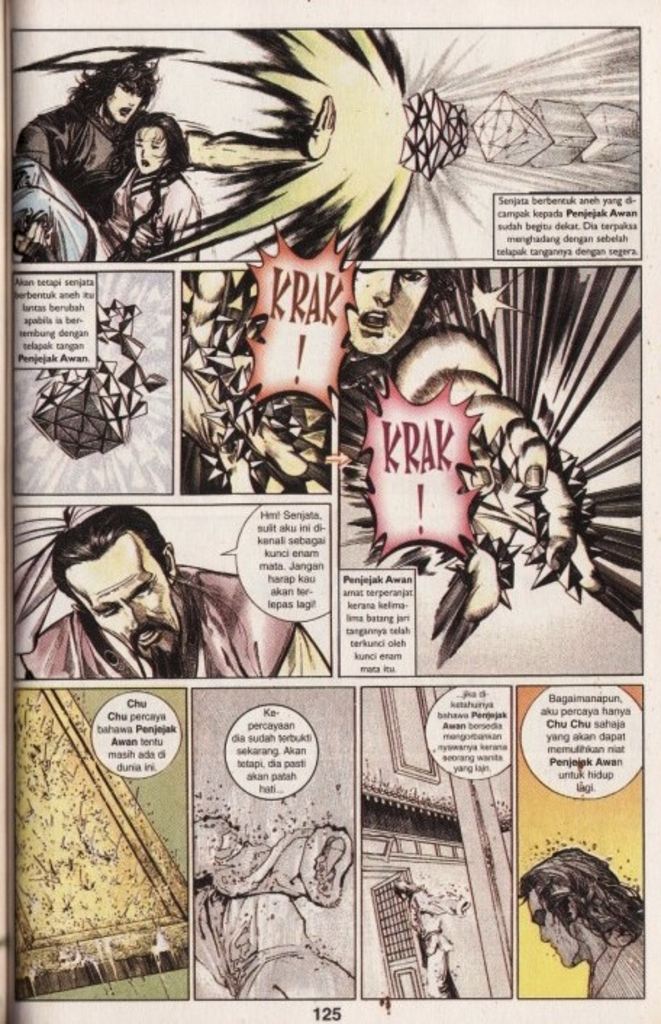 Senjata berbentuk aneh yang di-
campak kepada Penjejak Awan
sudah begitu dekat. Dia terpaksa
menghadang dengan sebelah
telapak tangannya dengan segera.
Akan tetapi senjata
berbentuk aneh itu
lantas berubah
apabila ia ber-
tembung dengan
telapak tangan
Penjejak Awan.
KRAK
!
KRAK
!
Hm! Senjata,
sulit aku ini di-
kenali sebagai
kunci enam
mata. Jangan
harap kau
akan ter-
lepas lagi!
Penjejak Awan
amat terperanjat
kerana kelima-
lima batang jari
tangannya telah
terkunci oleh
kunci enam
mata itu.
Chu
Chu percaya
bahawa Penjejak
Awan tentu
masih ada di
dunia ini.
Ke-
percayaan
dia sudah terbukti
sekarang. Akan
tetapi, dia pasti
akan patah
hati...
...jika di-
ketahuinya
bahawa Penjejak
Awan bersedia
mengorbankan
nyawanya kerana
seorang wanita
yang lain.
Bagaimanapun,
aku percaya hanya
Chu Chu sahaja
yang akan dapat
memulihkan niat
Penjejak Awan
untuk hidup
lagi.
125